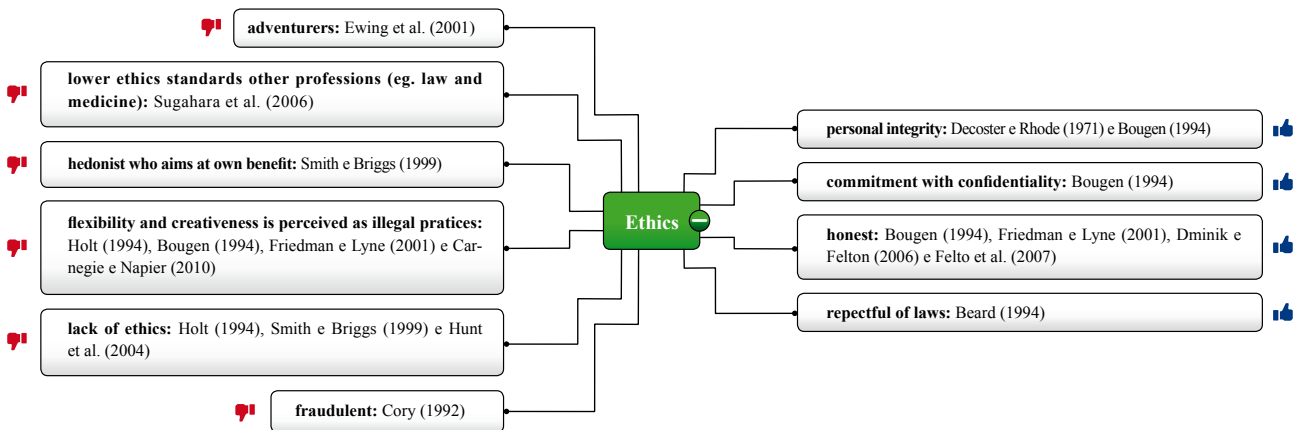 adventurers: Ewing et al. (2001)
lower ethics standards other professions (eg. law and
medicine): Sugahara et al. (2006)
hedonist who aims at own benefit: Smith e Briggs (1999)
flexibility and creativeness is perceived as illegal pratices:
Holt (1994), Bougen (1994), Friedman e Lyne (2001) e Car-
negie e Napier (2010)
lack of ethics: Holt (1994), Smith e Briggs (1999) e Hunt
et al. (2004)
fraudulent: Cory (1992)
Ethics
personal integrity: Decoster e Rhode (1971) e Bougen (1994)
commitment with confidentiality: Bougen (1994)
honest: Bougen (1994), Friedman e Lyne (2001), Dminik e
Felton (2006) e Felto et al. (2007)
repectful of laws: Beard (1994)